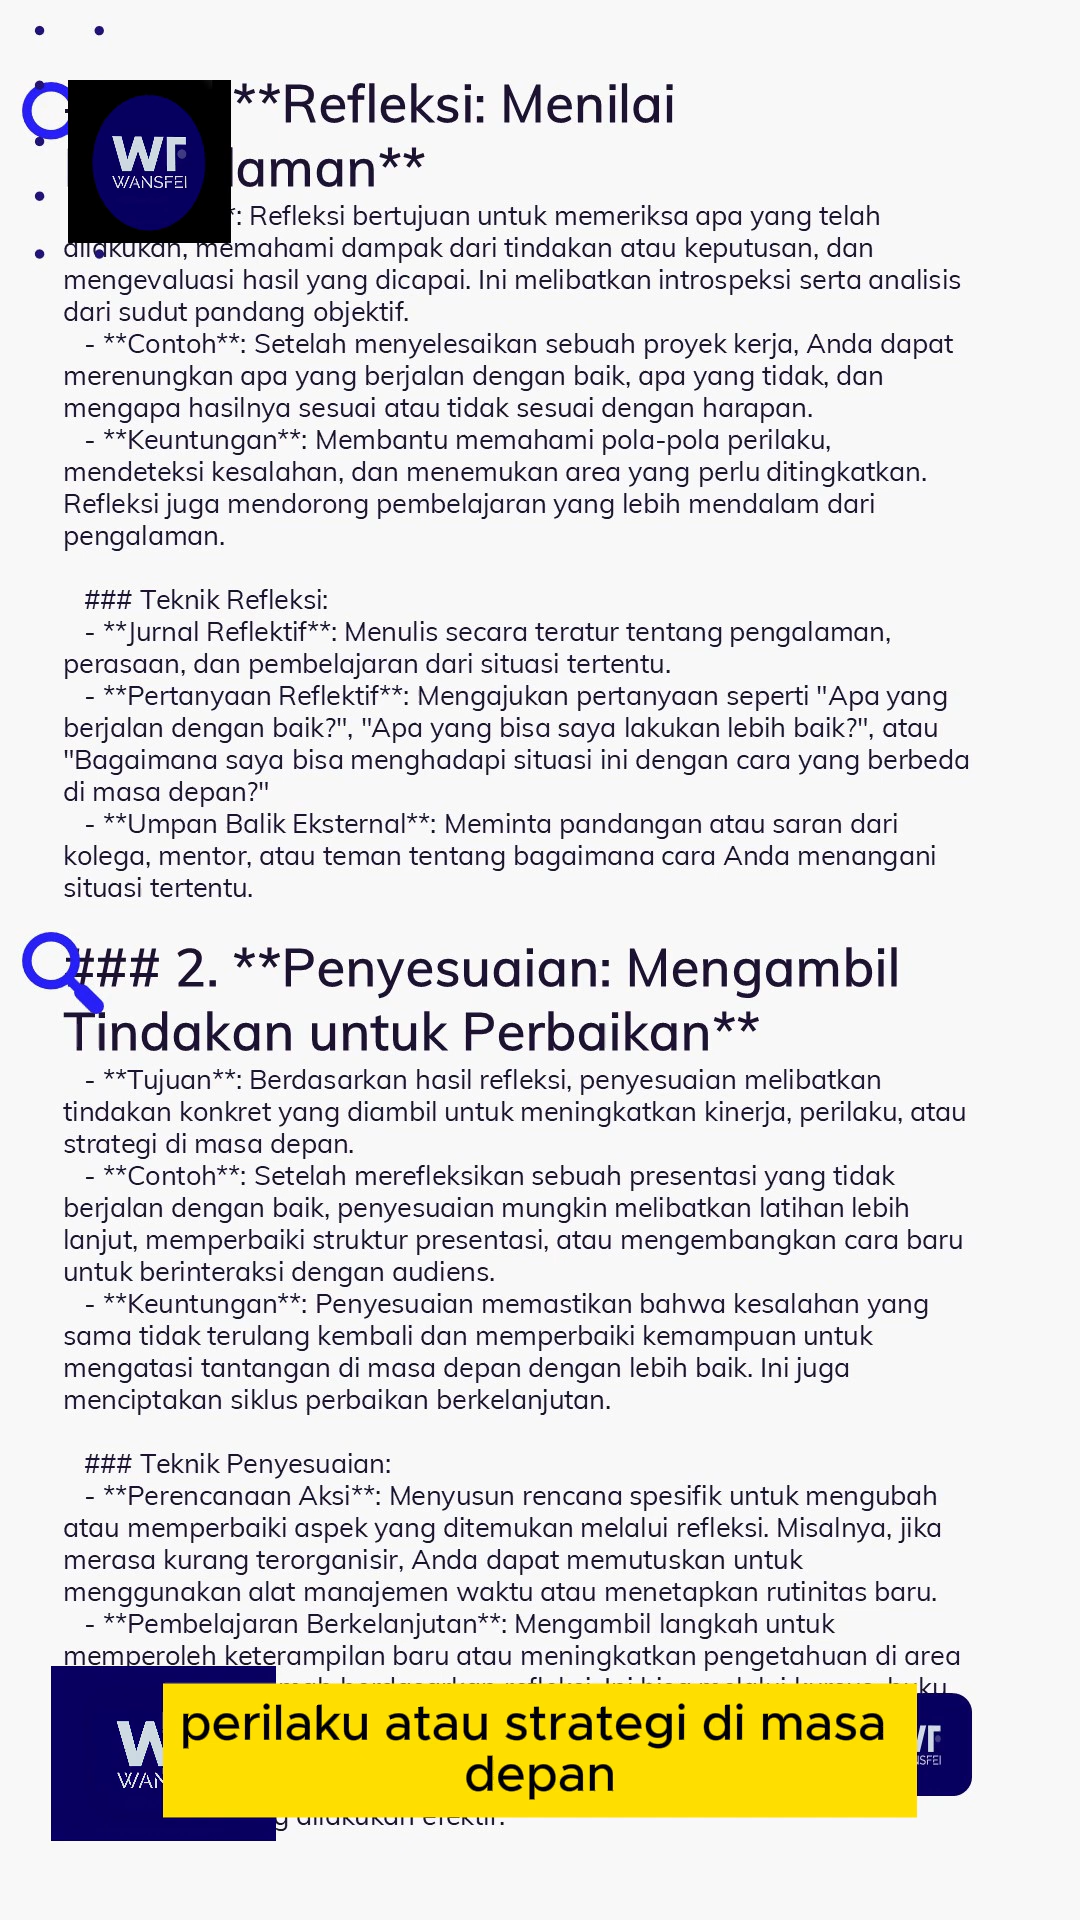 **Refleksi: Menilai
WF
WANSFEI
*: Refleksi bertujuan untuk memeriksa apa yang telah
dilakukan, memahami dampak dari tindakan atau keputusan, dan
mengevaluasi hasil yang dicapai. Ini melibatkan introspeksi serta analisis
dari sudut pandang objektif.
- **Contoh**: Setelah menyelesaikan sebuah proyek kerja, Anda dapat
merenungkan apa yang berjalan dengan baik, apa yang tidak, dan
mengapa hasilnya sesuai atau tidak sesuai dengan harapan.
- **Keuntungan**: Membantu memahami pola-pola perilaku,
mendeteksi kesalahan, dan menemukan area yang perlu ditingkatkan.
Refleksi juga mendorong pembelajaran yang lebih mendalam dari
pengalaman.
### Teknik Refleksi:
- **Jurnal Reflektif**: Menulis secara teratur tentang pengalaman,
perasaan, dan pembelajaran dari situasi tertentu.
- **Pertanyaan Reflektif**: Mengajukan pertanyaan seperti "Apa yang
berjalan dengan baik?", "Apa yang bisa saya lakukan lebih baik?", atau
"Bagaimana saya bisa menghadapi situasi ini dengan cara yang berbeda
di masa depan?"
- **Umpan Balik Eksternal**: Meminta pandangan atau saran dari
kolega, mentor, atau teman tentang bagaimana cara Anda menangani
situasi tertentu.
### 2. **Penyesuaian: Mengambil
Tindakan untuk Perbaikan**
- **Tujuan**: Berdasarkan hasil refleksi, penyesuaian melibatkan
tindakan konkret yang diambil untuk meningkatkan kinerja, perilaku, atau
strategi di masa depan.
- **Contoh**: Setelah merefleksikan sebuah presentasi yang tidak
berjalan dengan baik, penyesuaian mungkin melibatkan latihan lebih
lanjut, memperbaiki struktur presentasi, atau mengembangkan cara baru
untuk berinteraksi dengan audiens.
- **Keuntungan**: Penyesuaian memastikan bahwa kesalahan yang
sama tidak terulang kembali dan memperbaiki kemampuan untuk
mengatasi tantangan di masa depan dengan lebih baik. Ini juga
menciptakan siklus perbaikan berkelanjutan.
### Teknik Penyesuaian:
- **Perencanaan Aksi**: Menyusun rencana spesifik untuk mengubah
atau memperbaiki aspek yang ditemukan melalui refleksi. Misalnya, jika
merasa kurang terorganisir, Anda dapat memutuskan untuk
menggunakan alat manajemen waktu atau menetapkan rutinitas baru.
- **Pembelajaran Berkelanjutan**: Mengambil langkah untuk
memperoleh keterampilan baru atau meningkatkan pengetahuan di area
perilaku atau strategi di masa
depan
dilakukan efektif.